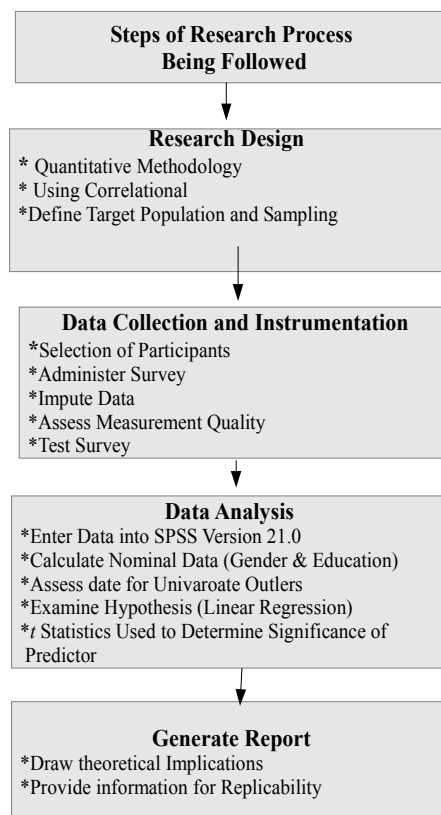 Steps of Research Process
Being Followed
Research Design
* Quantitative Methodology
* Using Correlational
*Define Target Population and Sampling
Data Collection and Instrumentation
*Selection of Participants
*Administer Survey
*Impute Data
*Assess Measurement Quality
*Test Survey
Data Analysis
*Enter Data into SPSS Version 21.0
*Calculate Nominal Data (Gender & Education)
*Assess date for Univaroate Outlers
*Examine Hypothesis (Linear Regression)
*t Statistics Used to Determine Significance of
Predictor
Generate Report
*Draw theoretical Implications
*Provide information for Replicability